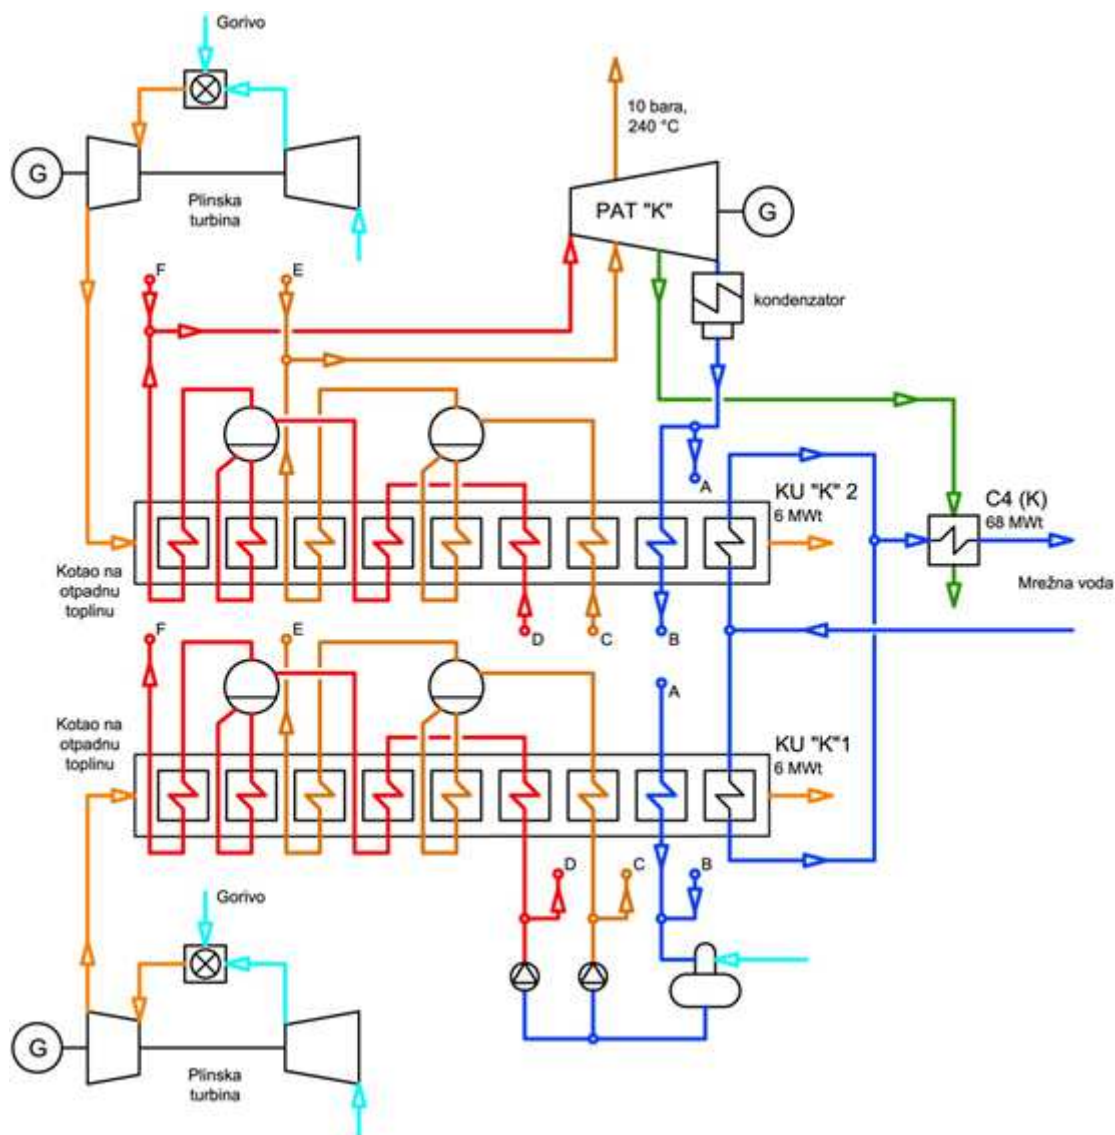 Gorivo
G
Plinska
turbina
10 bara,
240 °C
PAT "K"
G
F
E
kondenzator
A
KU "K" 2
6 MWt
C4 (K)
68 MWt
Kotao na
otpadnu
toplinu
Mrežna voda
D
C
B
F
E
A
Kotao na
otpadnu
toplinu
KU "K"1
6 MWt
D
C
B
Gorivo
G
Plinska
turbina